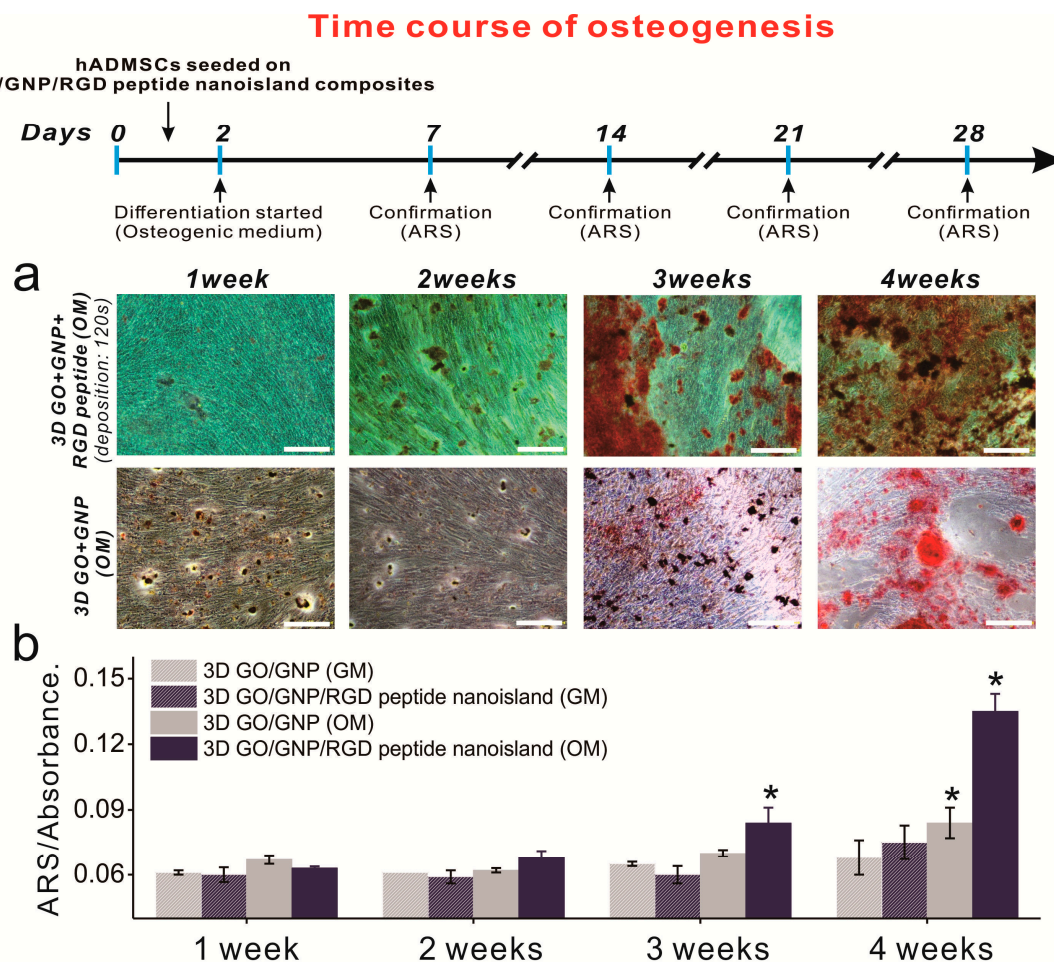 Time course of osteogenesis
hADMSCs seeded on
/GNP/RGD peptide nanoisland composites
Days 0 2 7 14 21 28
Differentiation started
(Osteogenic medium)
Confirmation
(ARS)
Confirmation
(ARS)
Confirmation
(ARS)
Confirmation
(ARS)
a
1week 2weeks 3weeks 4weeks
3D GO+GNP+
RGD peptide (OM)
(deposition: 120s)
3D GO+GNP
(OM)
b
ARS/Absorbance.
0.15
0.12
0.09
0.06
3D GO/GNP (GM)
3D GO/GNP/RGD peptide nanoisland (GM)
3D GO/GNP (OM)
3D GO/GNP/RGD peptide nanoisland (OM)
*
*
*
1 week 2 weeks 3 weeks 4 weeks